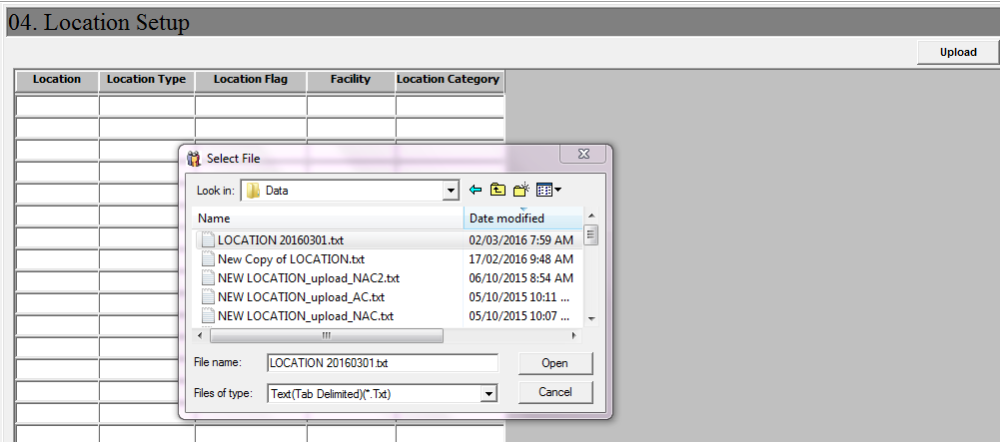 04. Location Setup
Upload
Location Location Type Location Flag Facility Location Category
Select File
Look in: Data
Name Date modified
LOCATION 20160301.txt 02/03/2016 7:59 AM
New Copy of LOCATION.txt 17/02/2016 9:48 AM
NEW LOCATION_upload_NAC2.txt 06/10/2015 8:54 AM
NEW LOCATION_upload_AC.txt 05/10/2015 10:11 ...
NEW LOCATION_upload_NAC.txt 05/10/2015 10:07 ...
File name: LOCATION 20160301.txt Open
Files of type: Text(Tab Delimited)(*.Txt) Cancel